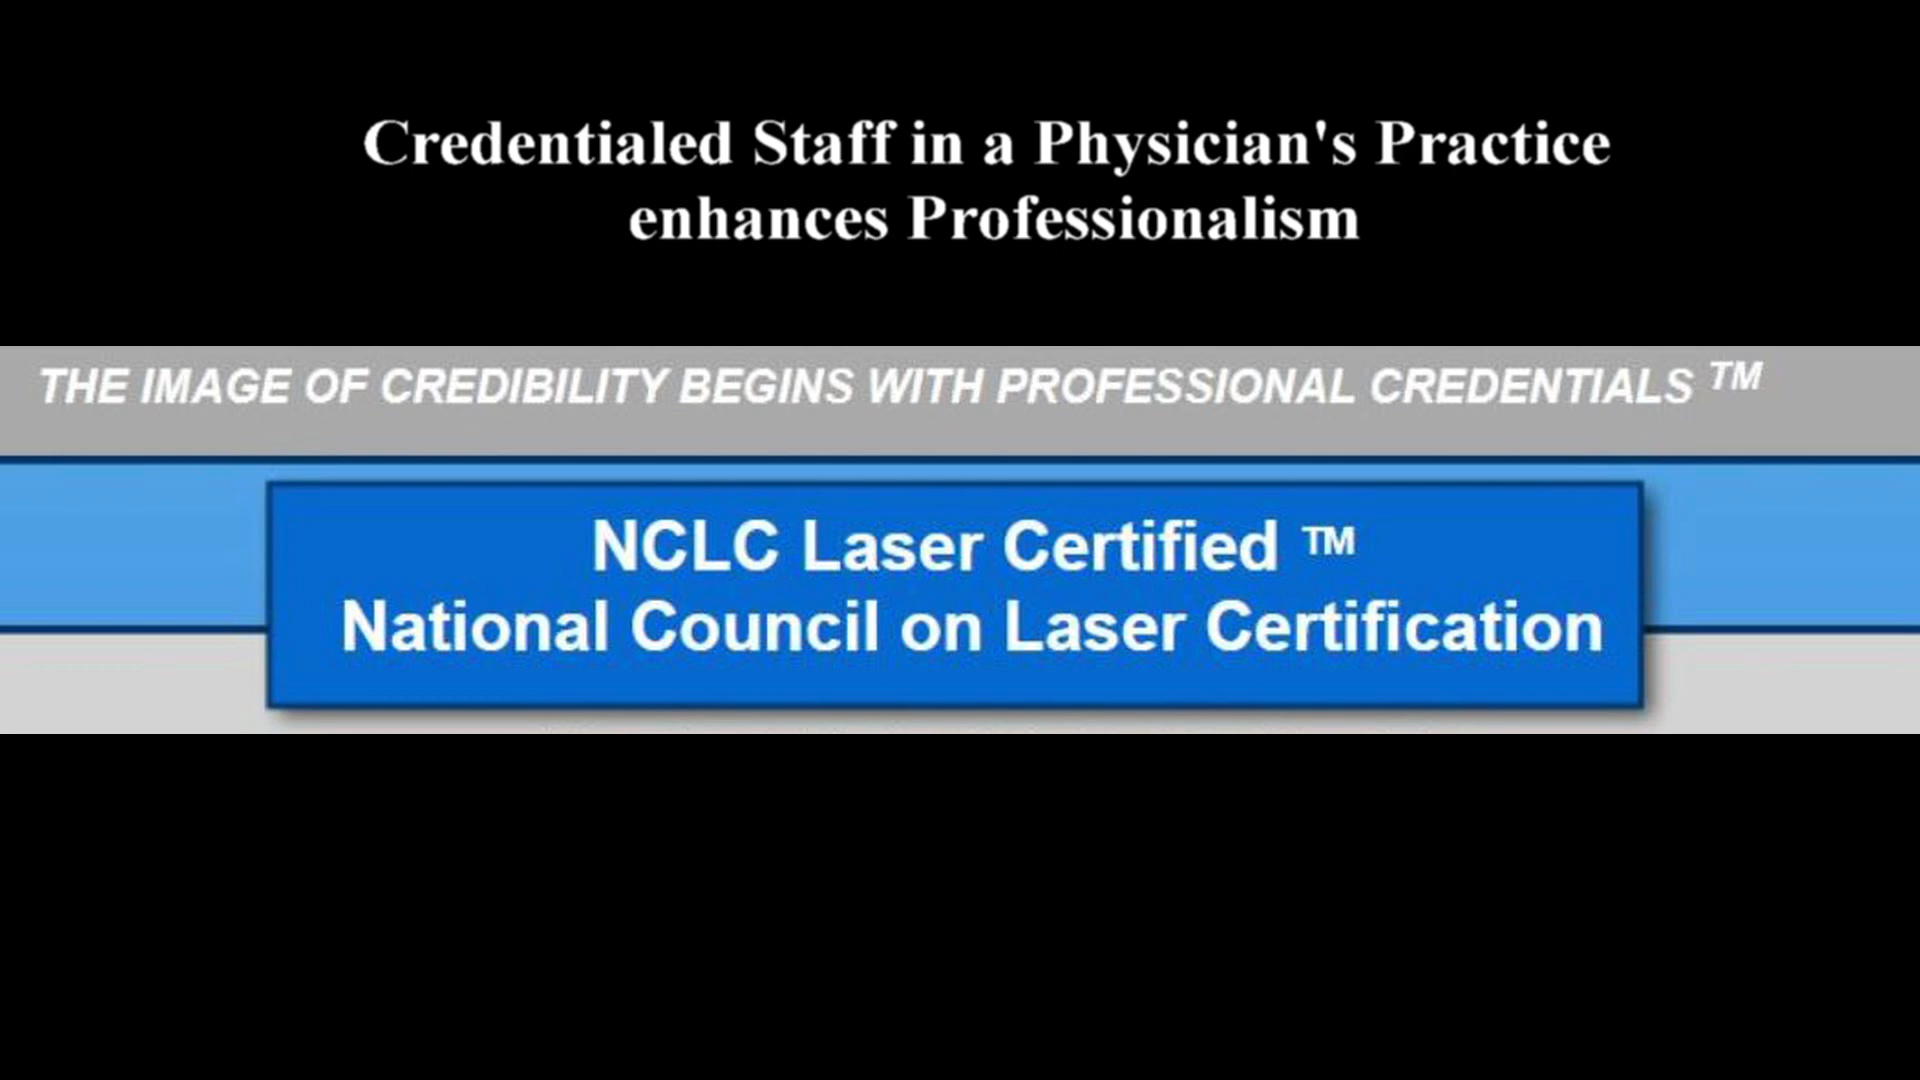 Credentialed Staff in a Physician's Practice
enhances Professionalism
THE IMAGE OF CREDIBILITY BEGINS WITH PROFESSIONAL CREDENTIALS ™
NCLC Laser Certified ™
National Council on Laser Certification